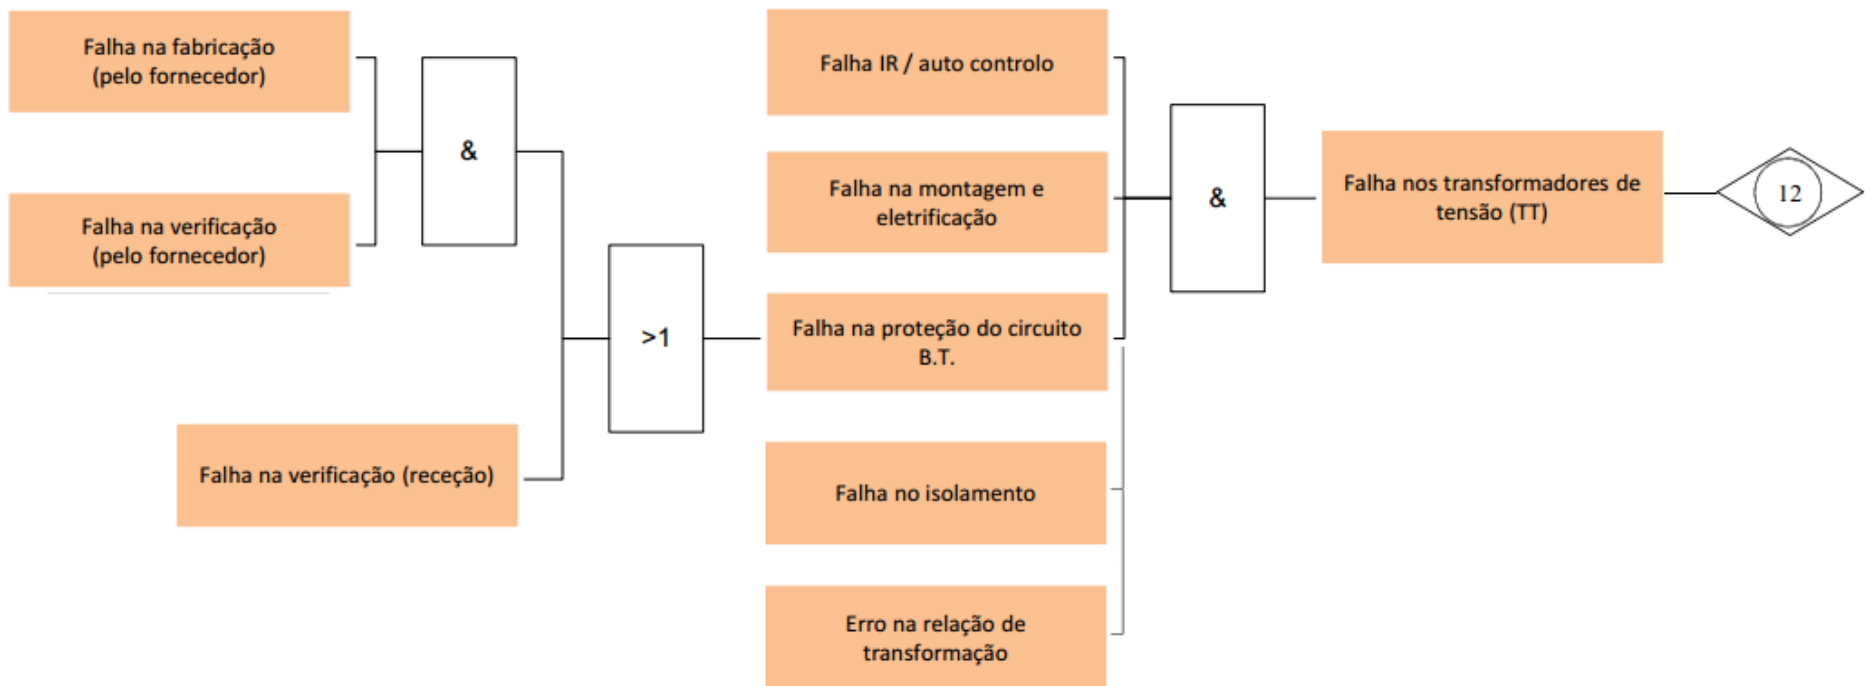 Falha na fabricação
(pelo fornecedor)
Falha na verificação
(pelo fornecedor)
&
Falha na verificação (receção)
>1
Falha IR / auto controlo
Falha na montagem e
eletrificação
Falha na proteção do circuito
B.T.
Falha no isolamento
Erro na relação de
transformação
&
Falha nos transformadores de
tensão (TT)
12